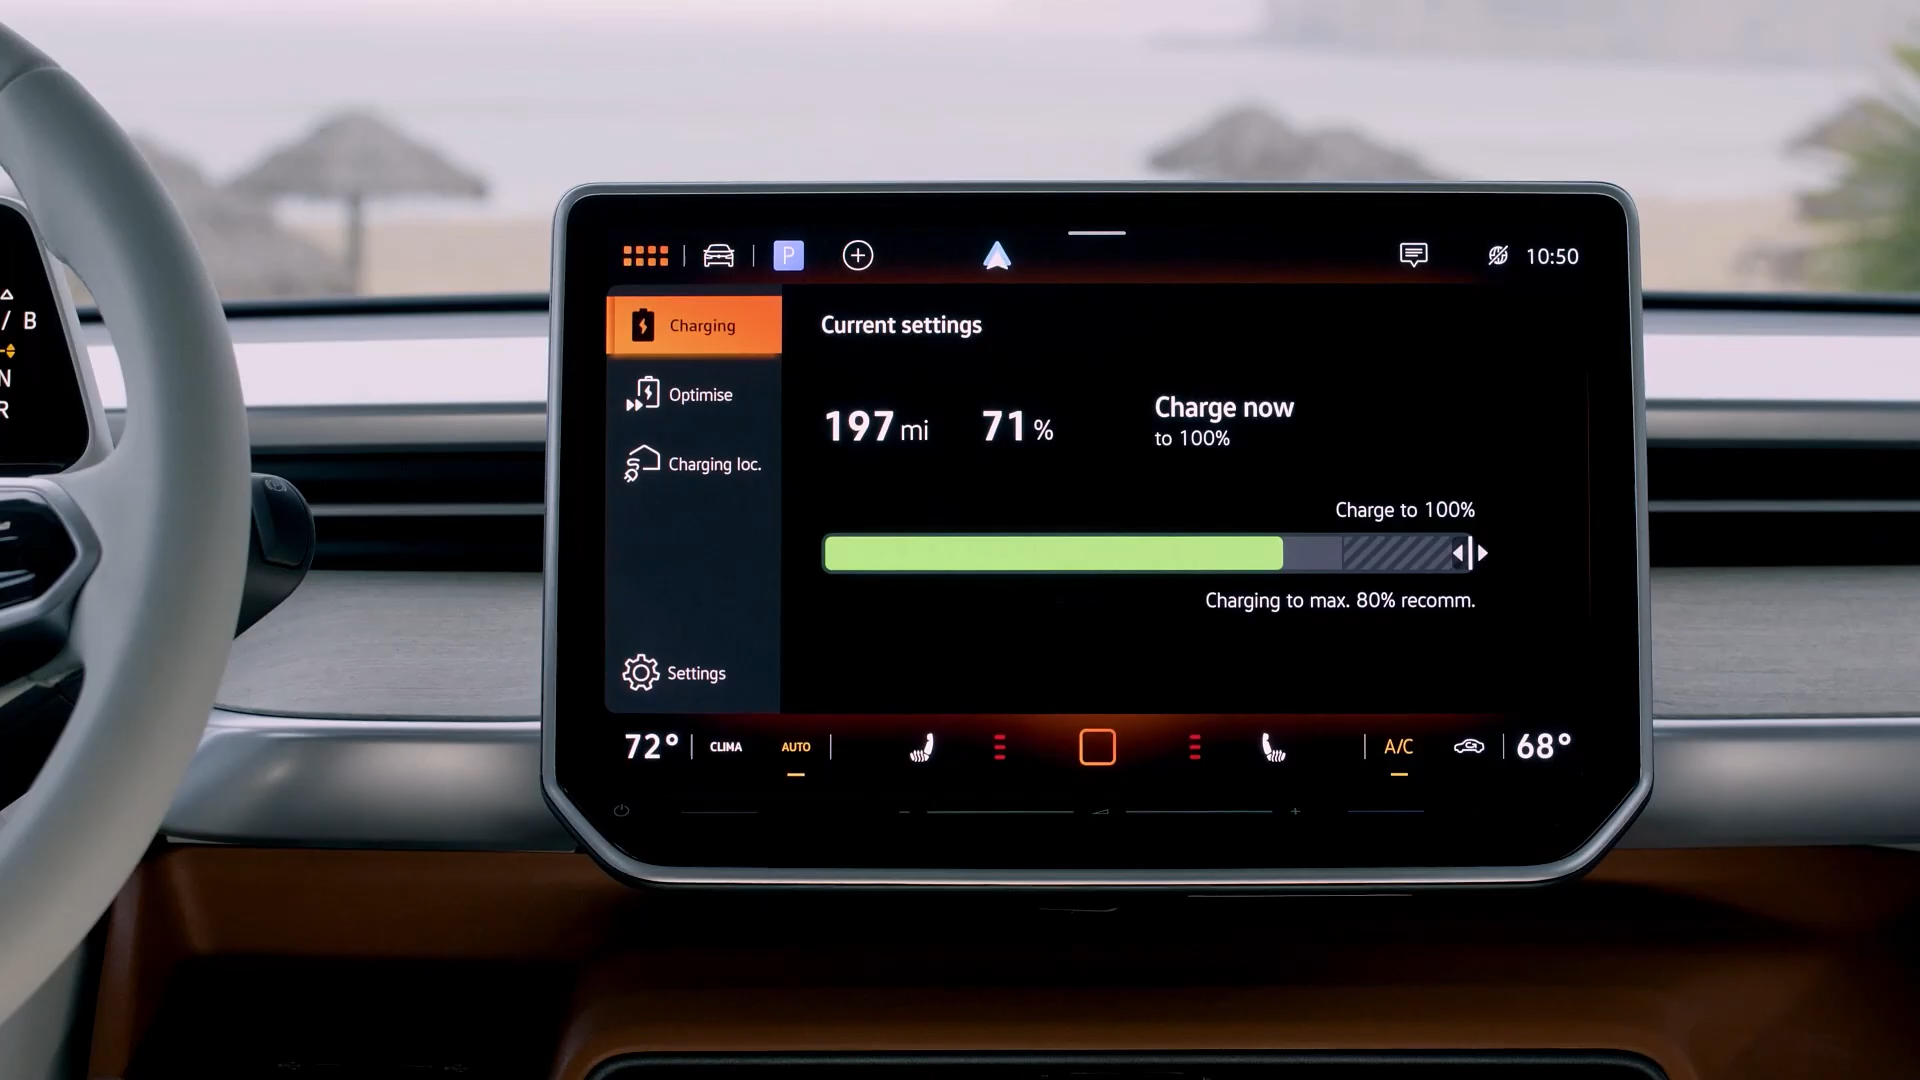 / B
N
R
P
10:50
Charging
Optimise
Charging loc.
Settings
Current settings
197 mi
71 %
Charge now
to 100%
Charge to 100%
Charging to max. 80% recomm.
72°
CLIMA
AUTO
A/C
68°